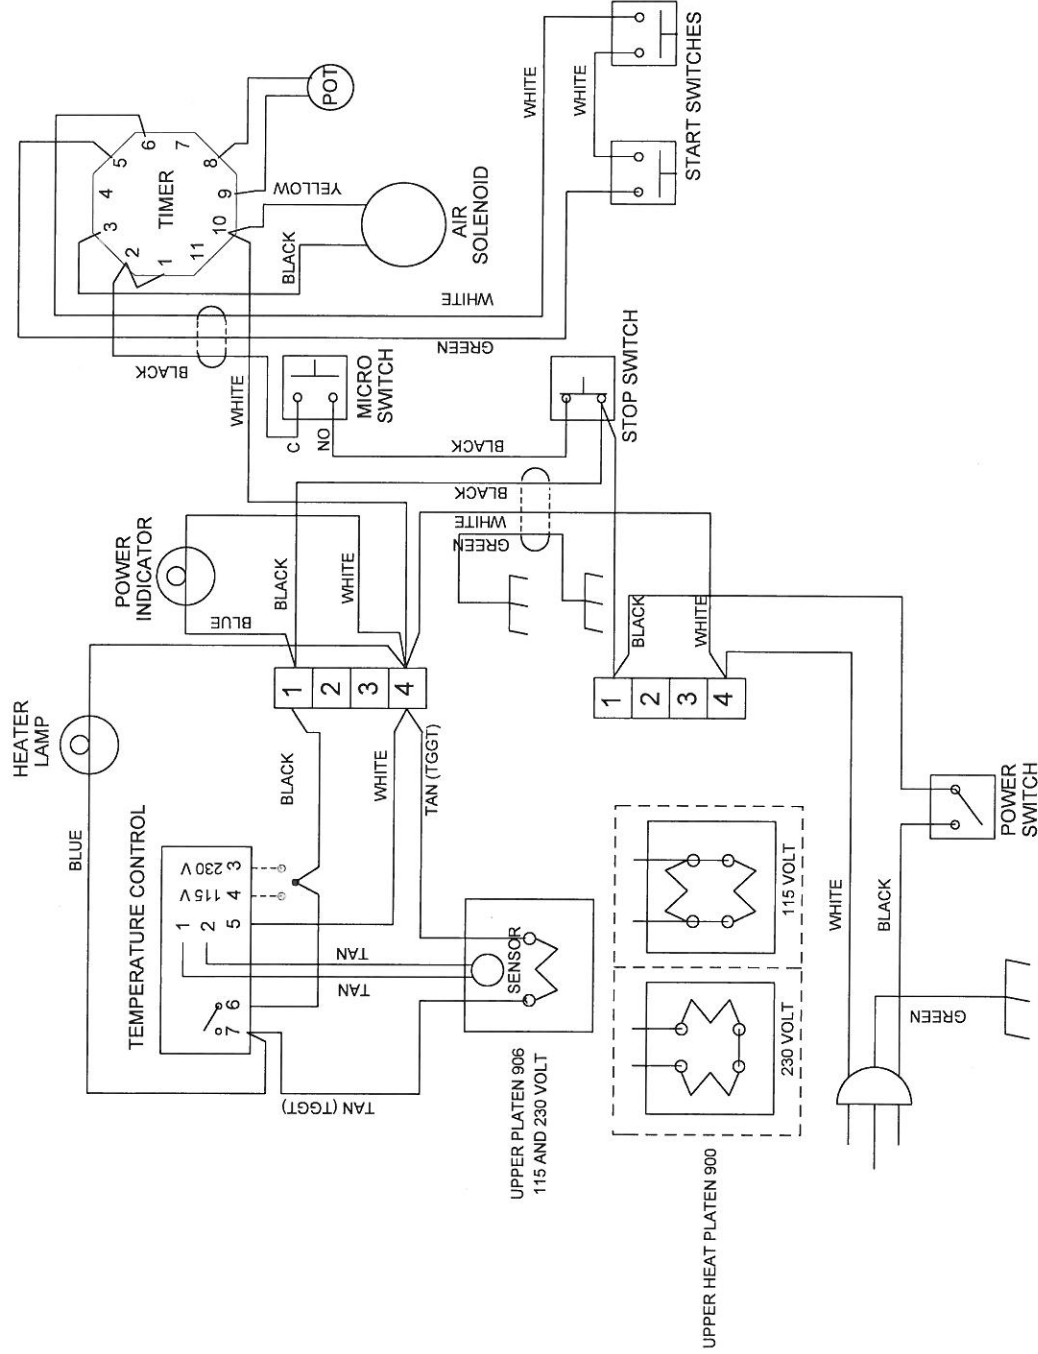 HEATER
LAMP
BLUE
TEMPERATURE CONTROL
115 V
230 V
1
2
3
4
5
6
7
TAN
TAN
TAN (TGGT)
TAN (TGGT)
BLACK
WHITE
SENSOR
UPPER PLATEN 906
115 AND 230 VOLT
POWER
INDICATOR
BLUE
BLACK
WHITE
1
2
3
4
TIMER
1
2
3
4
5
6
7
8
9
10
11
POT
YELLOW
BLACK
AIR
SOLENOID
BLACK
WHITE
WHITE
GREEN
C
NO
MICRO
SWITCH
BLACK
BLACK
WHITE
GREEN
STOP SWITCH
WHITE
WHITE
START SWITCHES
BLACK
WHITE
1
2
3
4
230 VOLT
115 VOLT
UPPER HEAT PLATEN 900
WHITE
BLACK
GREEN
POWER
SWITCH